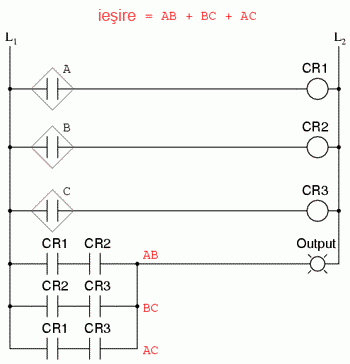 ieşire = AB + BC + AC
L1 L2
A CR1
B CR2
C CR3
CR1 CR2 AB Output
CR2 CR3 BC
CR1 CR3 AC